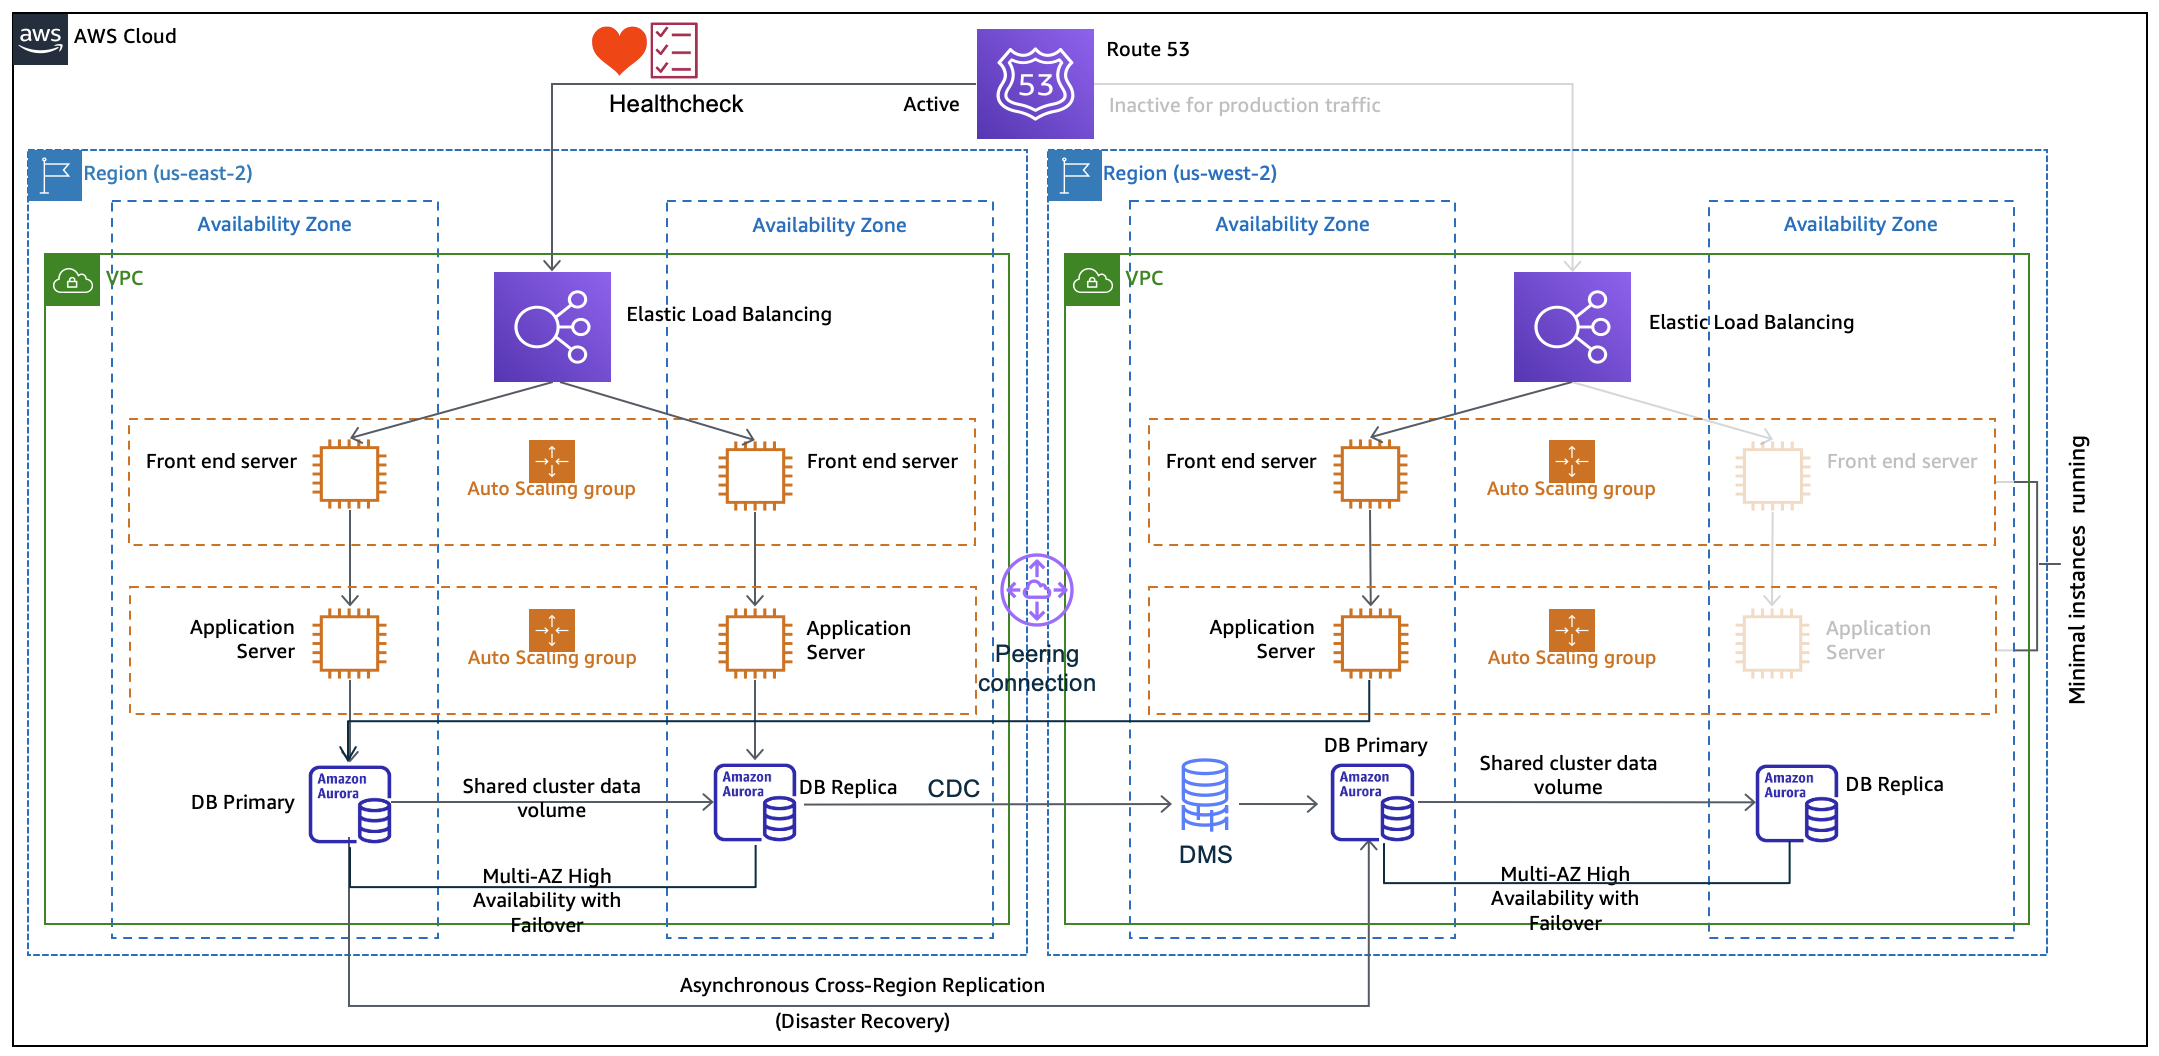 aws
AWS Cloud
Healthcheck
Active
53
Route 53
Inactive for production traffic
Region (us-east-2)
Availability Zone
Availability Zone
VPC
Elastic Load Balancing
Front end server
Auto Scaling group
Front end server
Application
Server
Auto Scaling group
Application
Server
Peering
connection
Amazon
Aurora
DB Primary
Shared cluster data
volume
Amazon
Aurora
DB Replica
CDC
Multi-AZ High
Availability with
Failover
Region (us-west-2)
Availability Zone
Availability Zone
VPC
Elastic Load Balancing
Front end server
Auto Scaling group
Front end server
Application
Server
Auto Scaling group
Application
Server
Minimal instances running
DMS
DB Primary
Amazon
Aurora
Shared cluster data
volume
Amazon
Aurora
DB Replica
Multi-AZ High
Availability with
Failover
Asynchronous Cross-Region Replication
(Disaster Recovery)